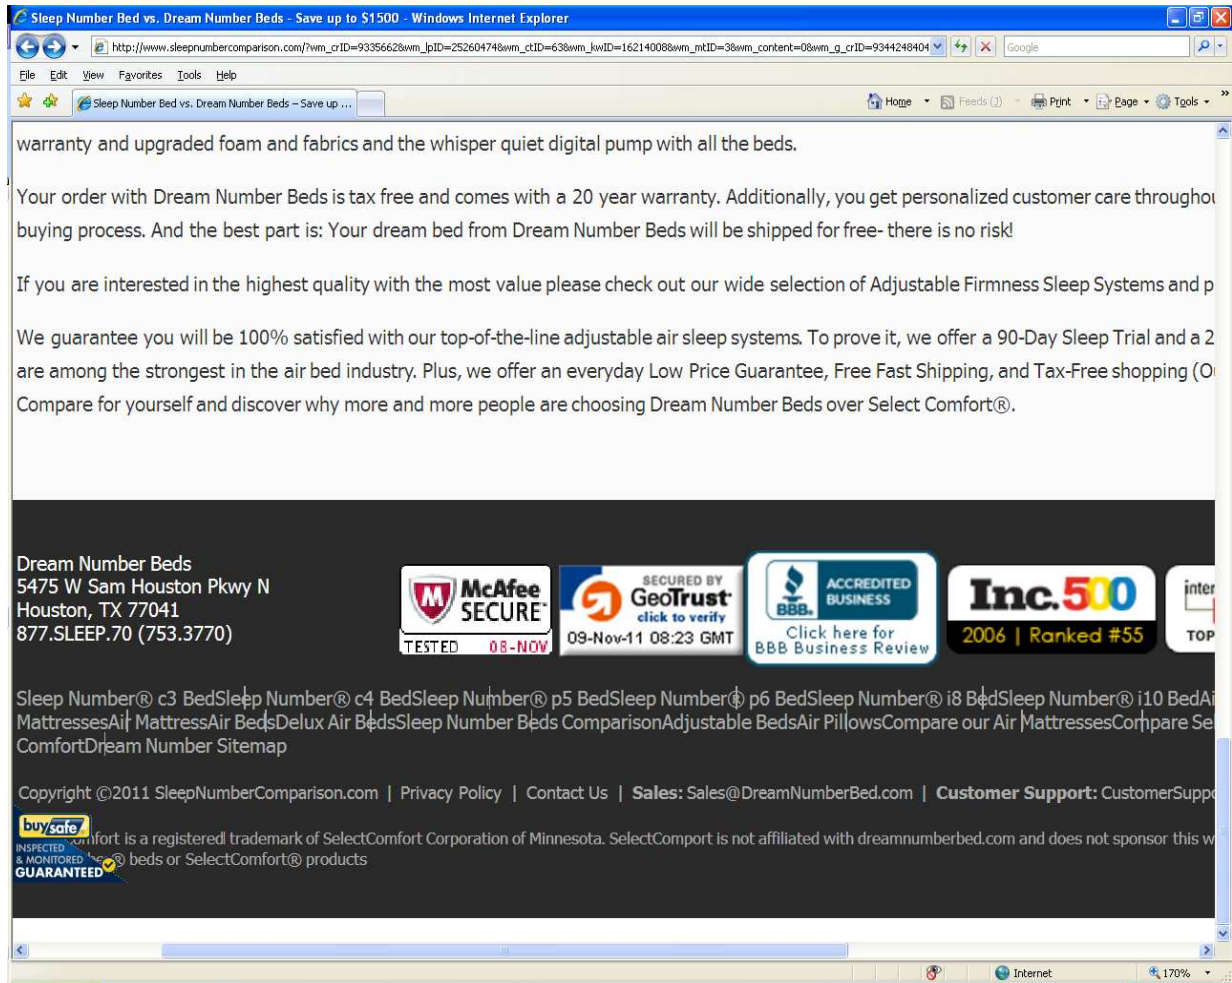 Sleep Number Bed vs. Dream Number Beds - Save up to $1500 - Windows Internet Explorer
http://www.sleepnumbercomparison.com/?wm_crID=9335662&wm_lpID=25260474&wm_ctID=63&wm_kwID=16214008&wm_mtID=3&wm_content=0&wm_g_crID=9344248404
Google
File Edit View Favorites Tools Help
Sleep Number Bed vs. Dream Number Beds – Save up ...
Home Feeds (J) Print Page Tools »
warranty and upgraded foam and fabrics and the whisper quiet digital pump with all the beds.
Your order with Dream Number Beds is tax free and comes with a 20 year warranty. Additionally, you get personalized customer care throughou
buying process. And the best part is: Your dream bed from Dream Number Beds will be shipped for free- there is no risk!
If you are interested in the highest quality with the most value please check out our wide selection of Adjustable Firmness Sleep Systems and p
We guarantee you will be 100% satisfied with our top-of-the-line adjustable air sleep systems. To prove it, we offer a 90-Day Sleep Trial and a 2
are among the strongest in the air bed industry. Plus, we offer an everyday Low Price Guarantee, Free Fast Shipping, and Tax-Free shopping (Ou
Compare for yourself and discover why more and more people are choosing Dream Number Beds over Select Comfort®.
Dream Number Beds
5475 W Sam Houston Pkwy N
Houston, TX 77041
877.SLEEP.70 (753.3770)
McAfee
SECURE™
TESTED 08-NOV
SECURED BY
GeoTrust
click to verify
09-Nov-11 08:23 GMT
BBB.
ACCREDITED
BUSINESS
Click here for
BBB Business Review
Inc.500
2006 | Ranked #55
inter
TOP
Sleep Number® c3 BedSleep Number® c4 BedSleep Number® p5 BedSleep Number® p6 BedSleep Number® i8 BedSleep Number® i10 BedAi
MattressesAir MattressAir BedsDelux Air BedsSleep Number Beds ComparisonAdjustable BedsAir PillowsCompare our Air MattressesCompare Se
ComfortDream Number Sitemap
Copyright ©2011 SleepNumberComparison.com | Privacy Policy | Contact Us | Sales: Sales@DreamNumberBed.com | Customer Support: CustomerSuppo
mfort is a registered trademark of SelectComfort Corporation of Minnesota. SelectComport is not affiliated with dreamnumberbed.com and does not sponsor this w
® beds or SelectComfort® products
buySafe
INSPECTED
& MONITORED
GUARANTEED
Internet
170%